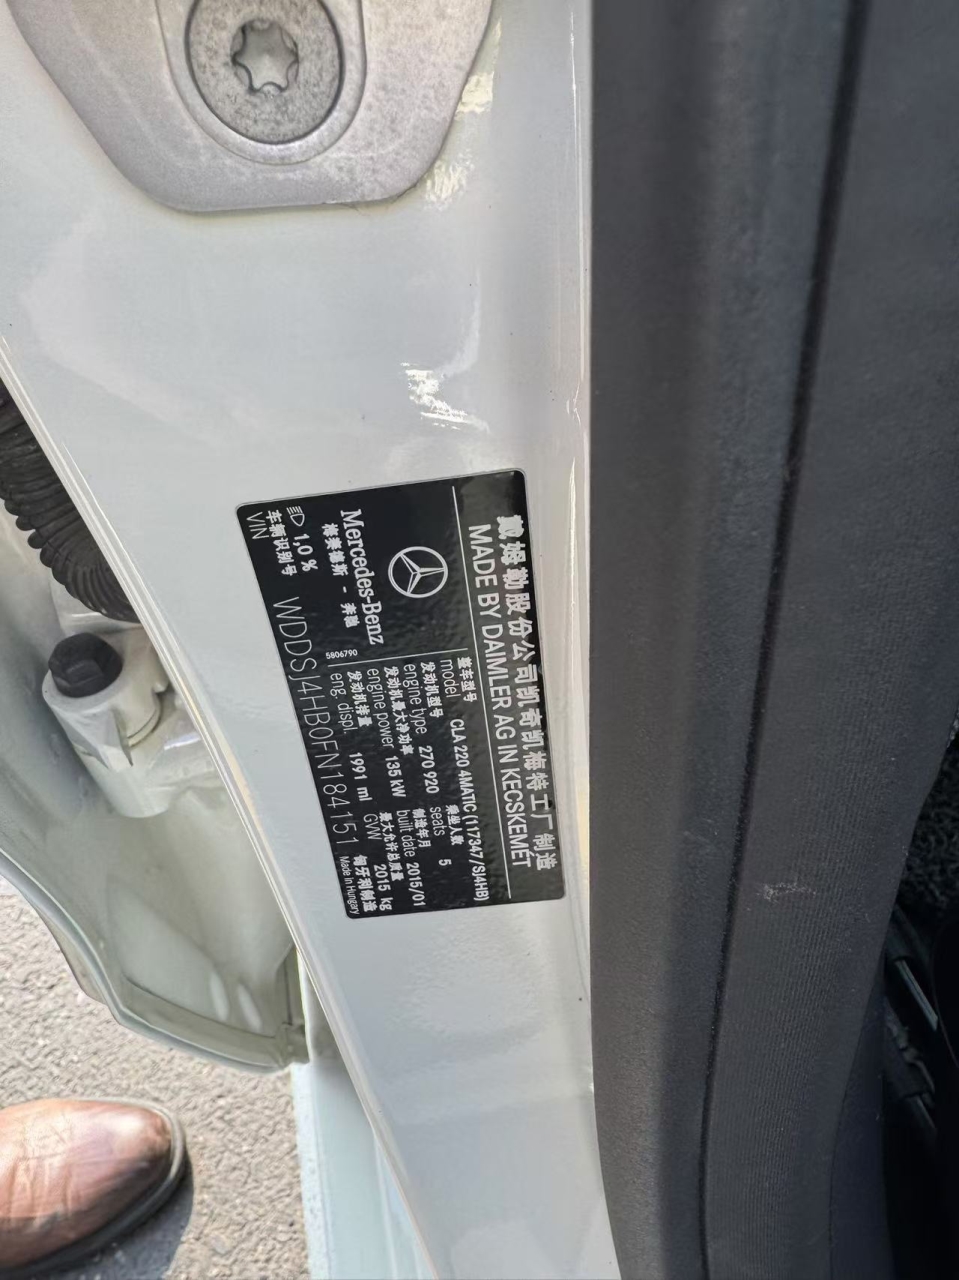 戴姆勒股份公司凯奇凯梅特工厂制造
MADE BY DAIMLER AG IN KECSKEMÉT
Mercedes-Benz
梅赛德斯 - 奔驰
5806790
整车型号
model CLA 220 4MATIC (117347/SJ4HB)
发动机型号 乘坐人数
engine type 270 920 seats 5
发动机最大净功率 制造年月
engine power 135 kW built date 2015/01
发动机排量 最大允许总质量
eng. displ. 1991 ml GVW 2015 kg
1,0 %
车辆识别号
VIN WDDSJ4HB0FN184151
匈牙利制造
Made in Hungary